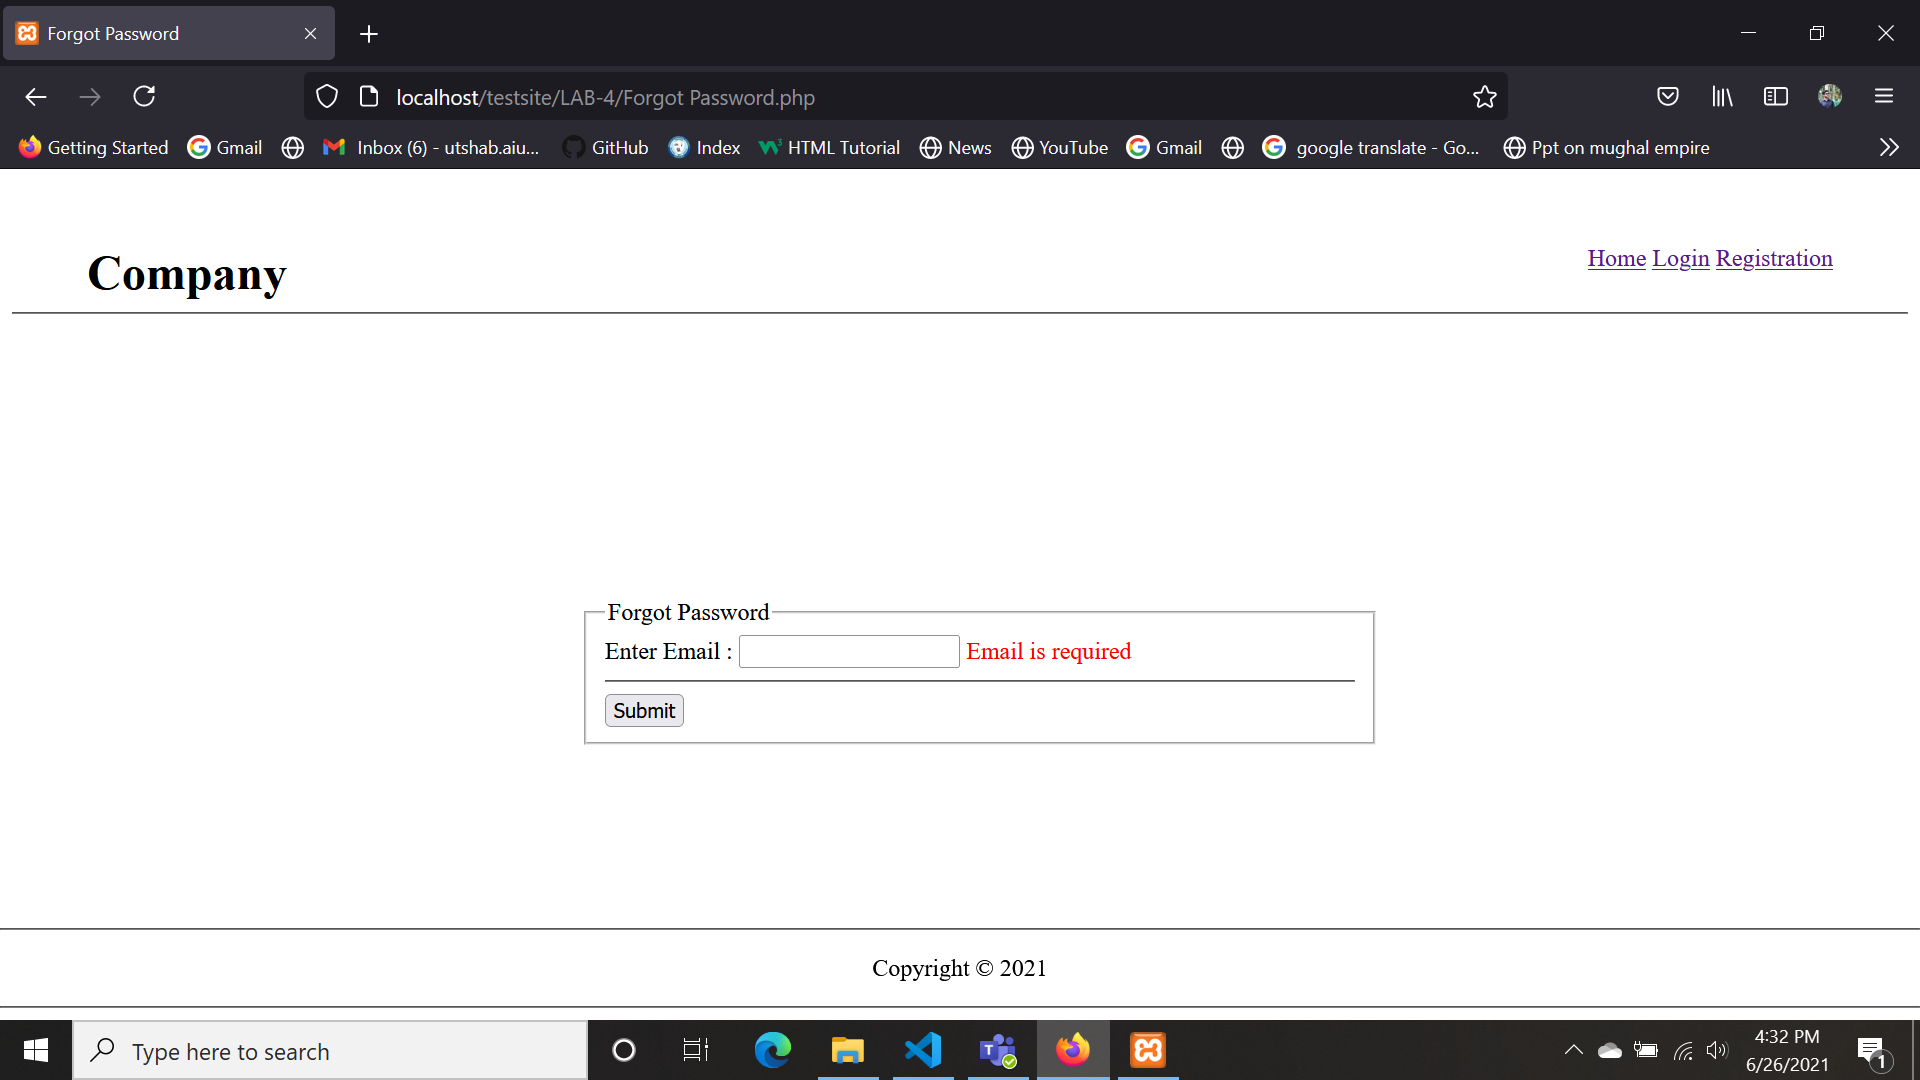 Forgot Password
localhost/testsite/LAB-4/Forgot Password.php
Getting Started Gmail Inbox (6) - utshab.aiu... GitHub Index HTML Tutorial News YouTube Gmail google translate - Go... Ppt on mughal empire
Company
Home Login Registration
Forgot Password
Enter Email : Email is required
Submit
Copyright © 2021
Type here to search
4:32 PM
6/26/2021
1